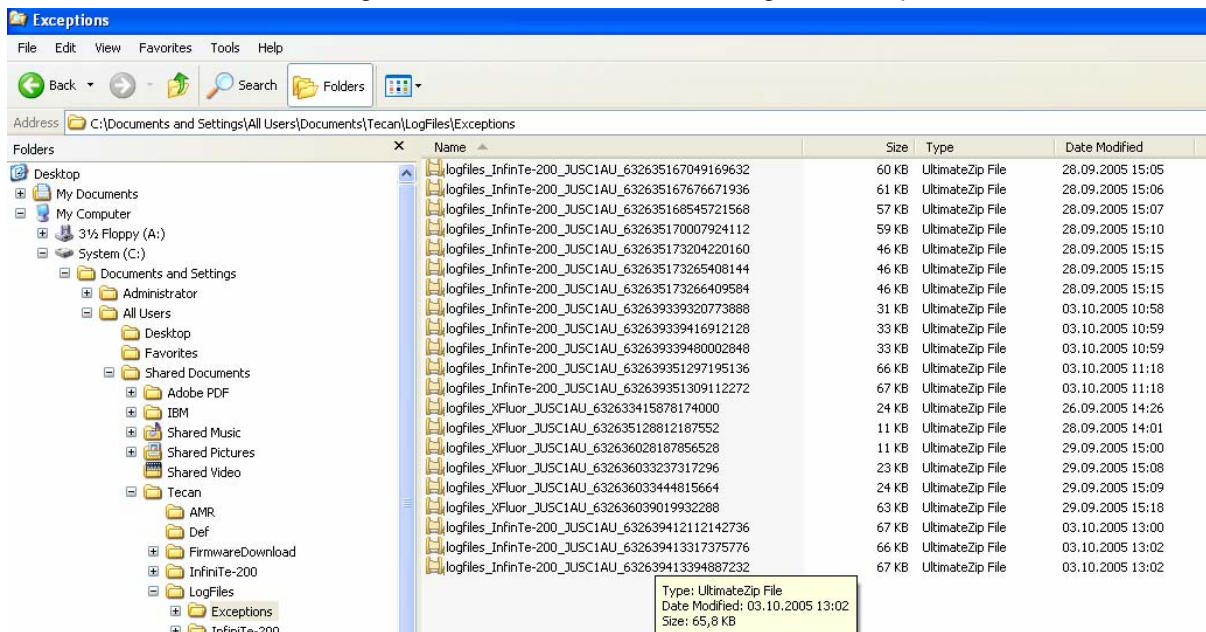 Exceptions
File Edit View Favorites Tools Help
Back Search Folders
Address C:\Documents and Settings\All Users\Documents\Tecan\LogFiles\Exceptions
Folders
Desktop
My Documents
My Computer
3½ Floppy (A:)
System (C:)
Documents and Settings
Administrator
All Users
Desktop
Favorites
Shared Documents
Adobe PDF
IBM
Shared Music
Shared Pictures
Shared Video
Tecan
AMR
Def
FirmwareDownload
InfiniTe-200
LogFiles
Exceptions
InfiniTe-200
Name Size Type Date Modified
logfiles_InfinTe-200_JUSC1AU_632635167049169632 60 KB UltimateZip File 28.09.2005 15:05
logfiles_InfinTe-200_JUSC1AU_632635167676671936 61 KB UltimateZip File 28.09.2005 15:06
logfiles_InfinTe-200_JUSC1AU_632635168545721568 57 KB UltimateZip File 28.09.2005 15:07
logfiles_InfinTe-200_JUSC1AU_632635170007924112 59 KB UltimateZip File 28.09.2005 15:10
logfiles_InfinTe-200_JUSC1AU_632635173204220160 46 KB UltimateZip File 28.09.2005 15:15
logfiles_InfinTe-200_JUSC1AU_632635173265408144 46 KB UltimateZip File 28.09.2005 15:15
logfiles_InfinTe-200_JUSC1AU_632635173266409584 46 KB UltimateZip File 28.09.2005 15:15
logfiles_InfinTe-200_JUSC1AU_632639339320773888 31 KB UltimateZip File 03.10.2005 10:58
logfiles_InfinTe-200_JUSC1AU_632639339416912128 33 KB UltimateZip File 03.10.2005 10:59
logfiles_InfinTe-200_JUSC1AU_632639339480002848 33 KB UltimateZip File 03.10.2005 10:59
logfiles_InfinTe-200_JUSC1AU_632639351297195136 66 KB UltimateZip File 03.10.2005 11:18
logfiles_InfinTe-200_JUSC1AU_632639351309112272 67 KB UltimateZip File 03.10.2005 11:18
logfiles_XFluor_JUSC1AU_632633415878174000 24 KB UltimateZip File 26.09.2005 14:26
logfiles_XFluor_JUSC1AU_632635128812187552 11 KB UltimateZip File 28.09.2005 14:01
logfiles_XFluor_JUSC1AU_632636028187856528 11 KB UltimateZip File 29.09.2005 15:00
logfiles_XFluor_JUSC1AU_632636033237317296 23 KB UltimateZip File 29.09.2005 15:08
logfiles_XFluor_JUSC1AU_632636033444815664 24 KB UltimateZip File 29.09.2005 15:09
logfiles_XFluor_JUSC1AU_632636039019932288 63 KB UltimateZip File 29.09.2005 15:18
logfiles_InfinTe-200_JUSC1AU_632639412112142736 67 KB UltimateZip File 03.10.2005 13:00
logfiles_InfinTe-200_JUSC1AU_632639413317375776 66 KB UltimateZip File 03.10.2005 13:02
logfiles_InfinTe-200_JUSC1AU_632639413394887232 67 KB UltimateZip File 03.10.2005 13:02
Type: UltimateZip File
Date Modified: 03.10.2005 13:02
Size: 65,8 KB